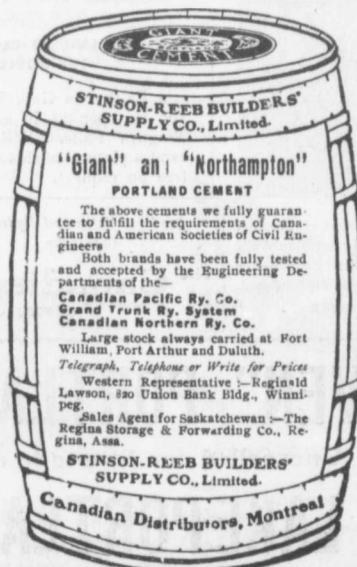 GIANT
CEMENT
STINSON-REEB BUILDERS'
SUPPLY CO., Limited.
"Giant" an "Northampton"
PORTLAND CEMENT
The above cements we fully guaran-
tee to fulfill the requirements of Cana-
dian and American Societies of Civil En-
gineers
Both brands have been fully tested
and accepted by the Engineering De-
partments of the—
Canadian Pacific Ry. Co.
Grand Trunk Ry. System
Canadian Northern Ry. Co.
Large stock always carried at Fort
William, Port Arthur and Duluth.
Telegraph, Telephone or Write for Prices
Western Representative :—Reginald
Lawson, 820 Union Bank Bldg., Winni-
peg.
Sales Agent for Saskatchewan :—The
Regina Storage & Forwarding Co., Re-
gina, Assa.
STINSON-REEB BUILDERS'
SUPPLY CO., Limited.
Canadian Distributors, Montreal